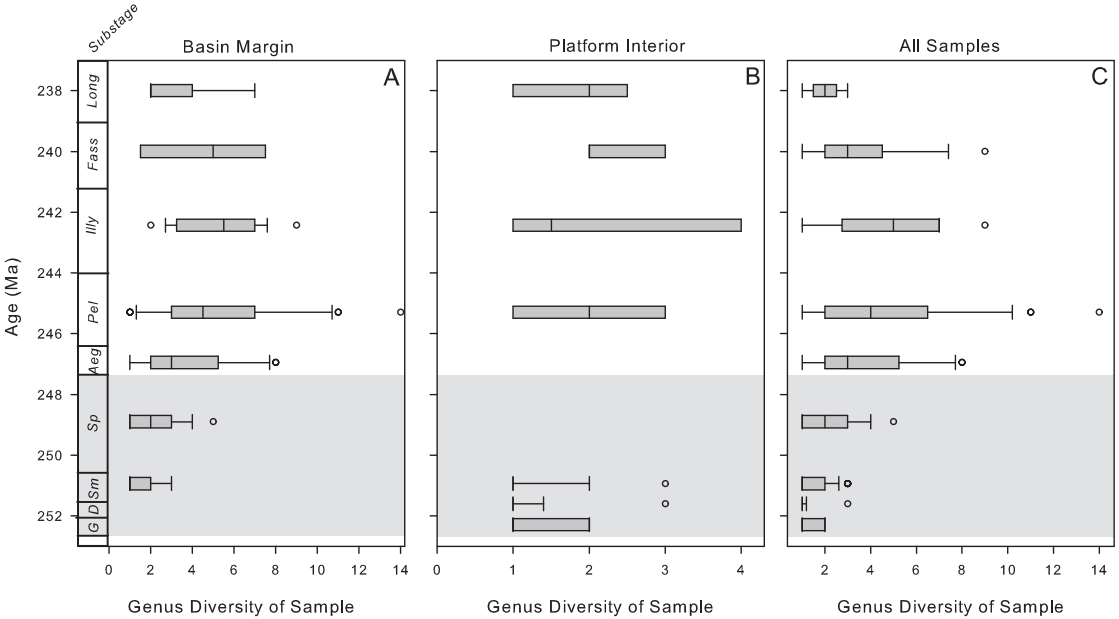 Substage
Basin Margin
Platform Interior
All Samples
A
B
C
Age (Ma)
238
240
242
244
246
248
250
252
Long
Fass
Illy
Pel
Aeg
Sp
Sm
D
G
0 2 4 6 8 10 12 14
1 2 3 4
2 4 6 8 10 12 14
Genus Diversity of Sample
Genus Diversity of Sample
Genus Diversity of Sample